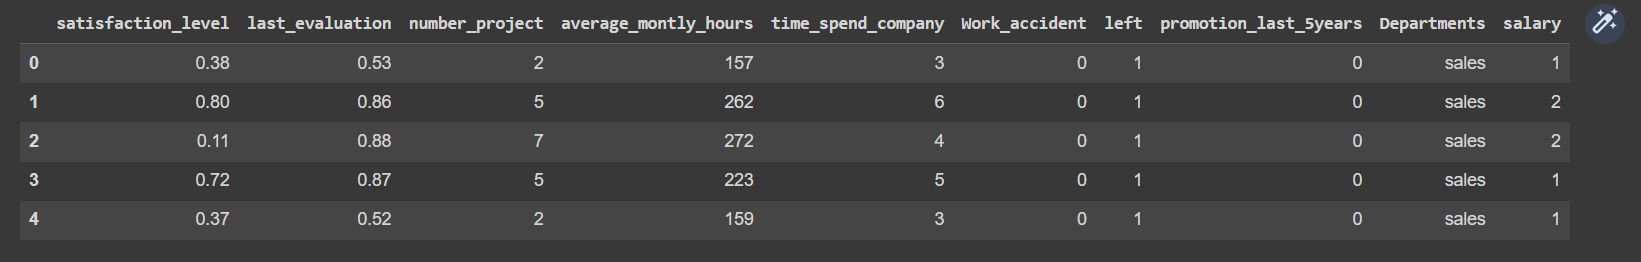 satisfaction_level last_evaluation number_project average_montly_hours time_spend_company Work_accident left promotion_last_5years Departments salary
0 0.38 0.53 2 157 3 0 1 0 sales 1
1 0.80 0.86 5 262 6 0 1 0 sales 2
2 0.11 0.88 7 272 4 0 1 0 sales 2
3 0.72 0.87 5 223 5 0 1 0 sales 1
4 0.37 0.52 2 159 3 0 1 0 sales 1